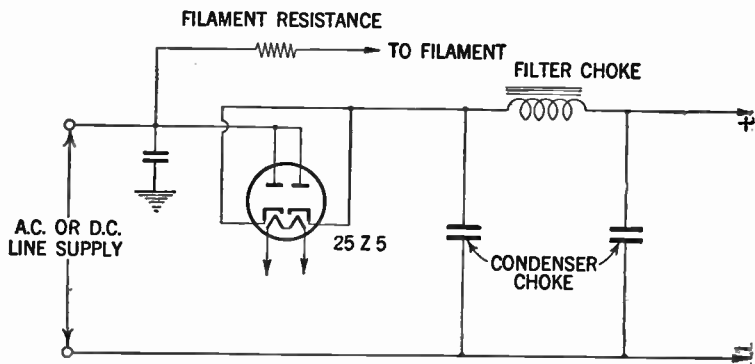 FILAMENT RESISTANCE
TO FILAMENT
FILTER CHOKE
+
A.C. OR D.C.
LINE SUPPLY
25 Z 5
CONDENSER
CHOKE
-